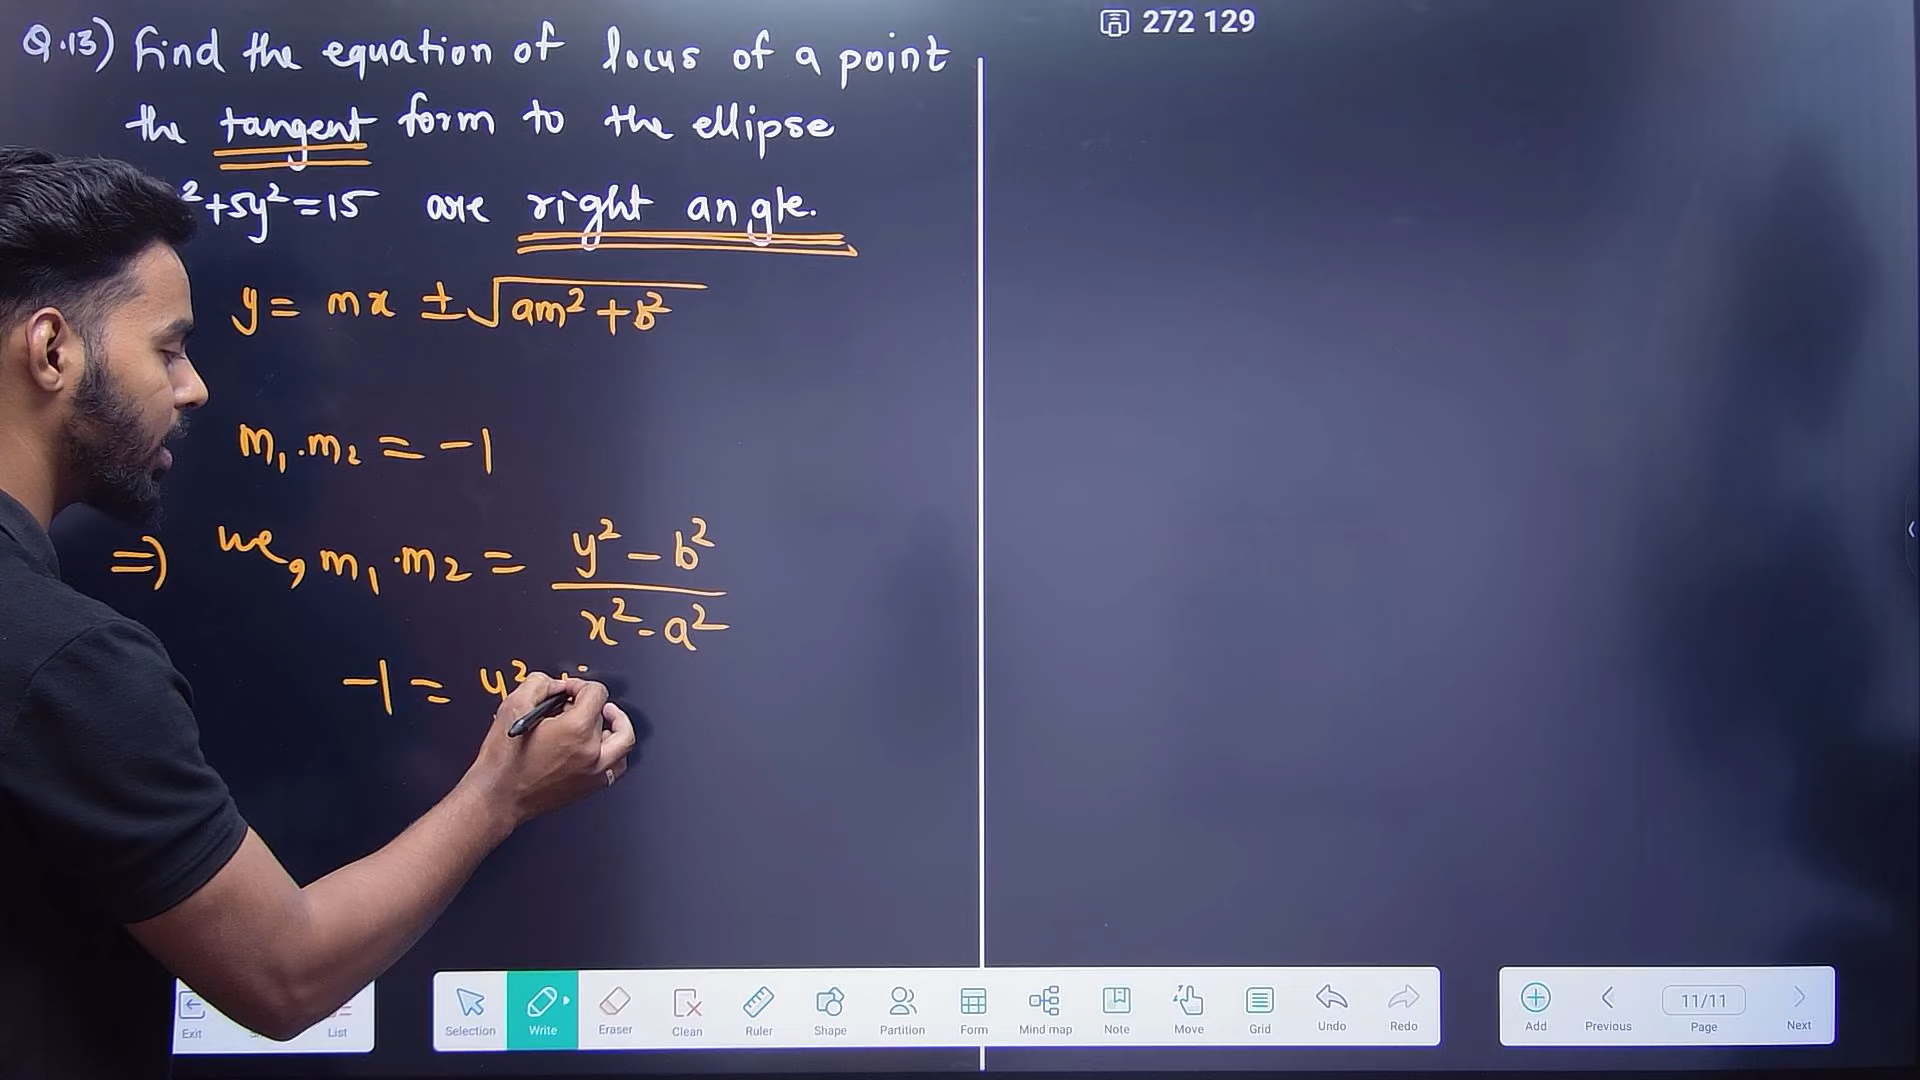 272 129
Q.13) Find the equation of locus of a point
the tangent form to the ellipse
²+5y²=15 are right angle.
y = mx ± √am² + b²
m₁.m₂ = -1
=) we, m₁.m₂ = y² - b² / x² - a²
-1 = y²
Exit
List
Selection
Write
Eraser
Clean
Ruler
Shape
Partition
Form
Mind map
Note
Move
Grid
Undo
Redo
Add
Previous
11/11
Page
Next